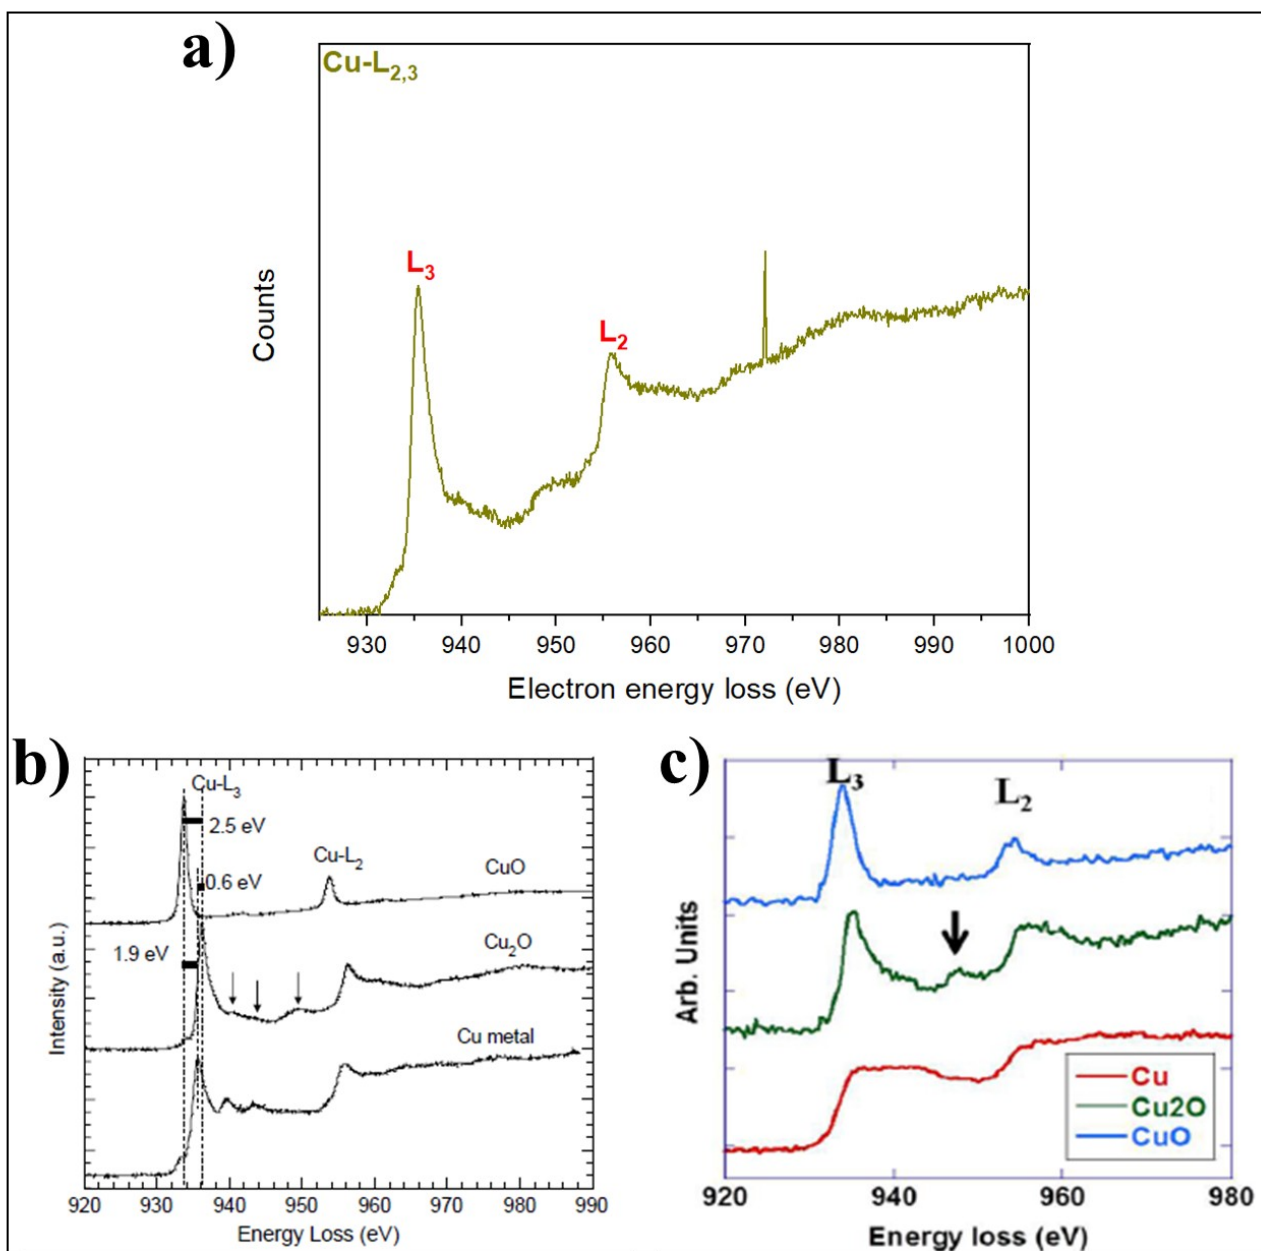 a)
Cu-L2,3
L3
L2
Counts
930 940 950 960 970 980 990 1000
Electron energy loss (eV)
b)
Cu-L3
2.5 eV
Cu-L2
CuO
0.6 eV
1.9 eV
Cu2O
Cu metal
Intensity (a.u.)
920 930 940 950 960 970 980 990
Energy Loss (eV)
c)
L3
L2
Arb. Units
Cu
Cu2O
CuO
920 940 960 980
Energy loss (eV)